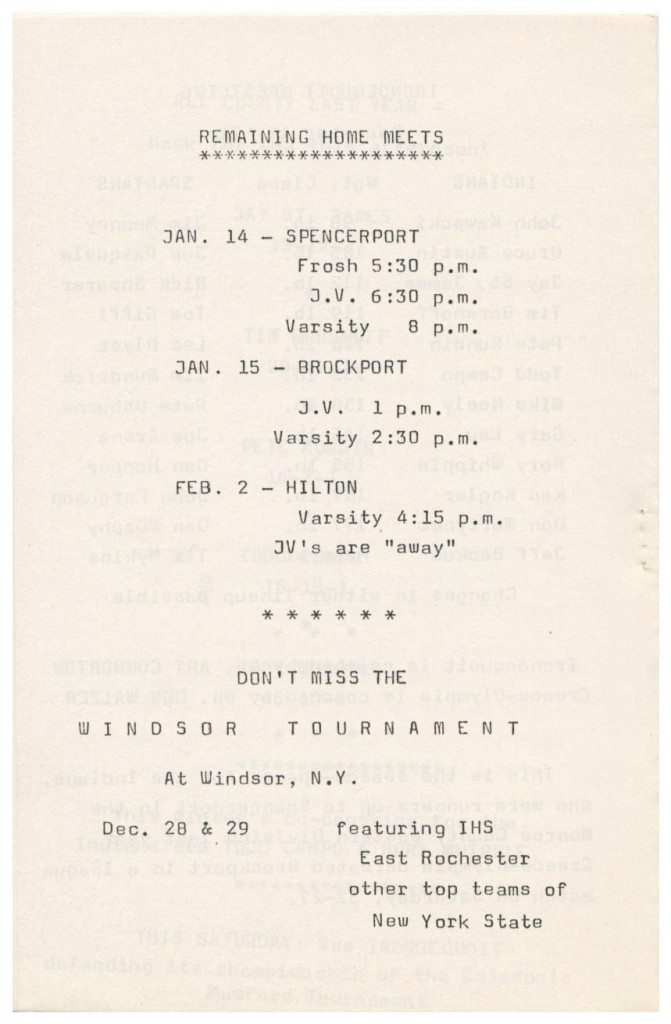 REMAINING HOME MEETS
********************
JAN. 14 - SPENCERPORT
Frosh 5:30 p.m.
J.V. 6:30 p.m.
Varsity 8 p.m.
JAN. 15 - BROCKPORT
J.V. 1 p.m.
Varsity 2:30 p.m.
FEB. 2 - HILTON
Varsity 4:15 p.m.
JV's are "away"
* * * * * *
DON'T MISS THE
W I N D S O R T O U R N A M E N T
At Windsor, N.Y.
Dec. 28 & 29 featuring IHS
East Rochester
other top teams of
New York State